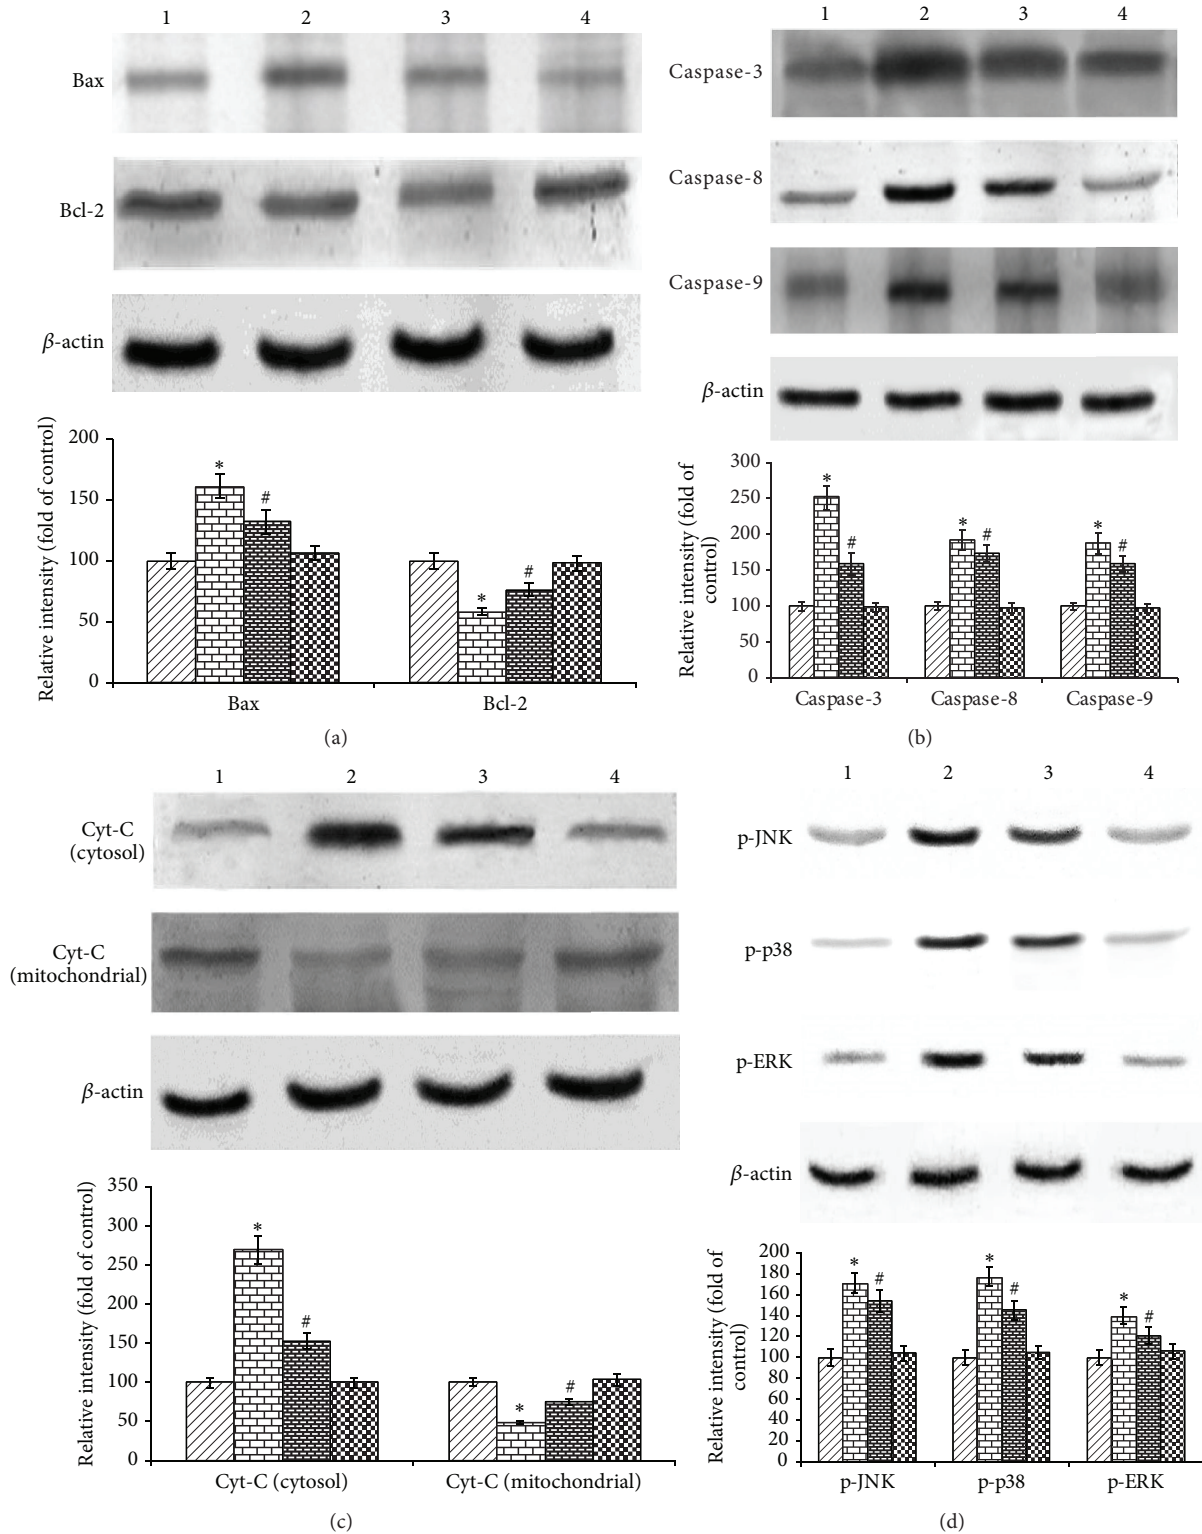 1 2 3 4
Bax
Bcl-2
β-actin
Relative intensity (fold of control)
200
150
100
50
0
*
#
*
#
Bax Bcl-2
(a)
1 2 3 4
Caspase-3
Caspase-8
Caspase-9
β-actin
Relative intensity (fold of
control)
300
250
200
150
100
50
0
*
#
*
#
*
#
Caspase-3 Caspase-8 Caspase-9
(b)
1 2 3 4
Cyt-C
(cytosol)
Cyt-C
(mitochondrial)
β-actin
Relative intensity (fold of control)
350
300
250
200
150
100
50
0
*
#
*
#
Cyt-C (cytosol) Cyt-C (mitochondrial)
(c)
1 2 3 4
p-JNK
p-p38
p-ERK
β-actin
Relative intensity (fold of
control)
200
180
160
140
120
100
80
60
40
20
0
*
#
*
#
*
#
p-JNK p-p38 p-ERK
(d)